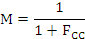 M = 1 / (1 + F_CC)